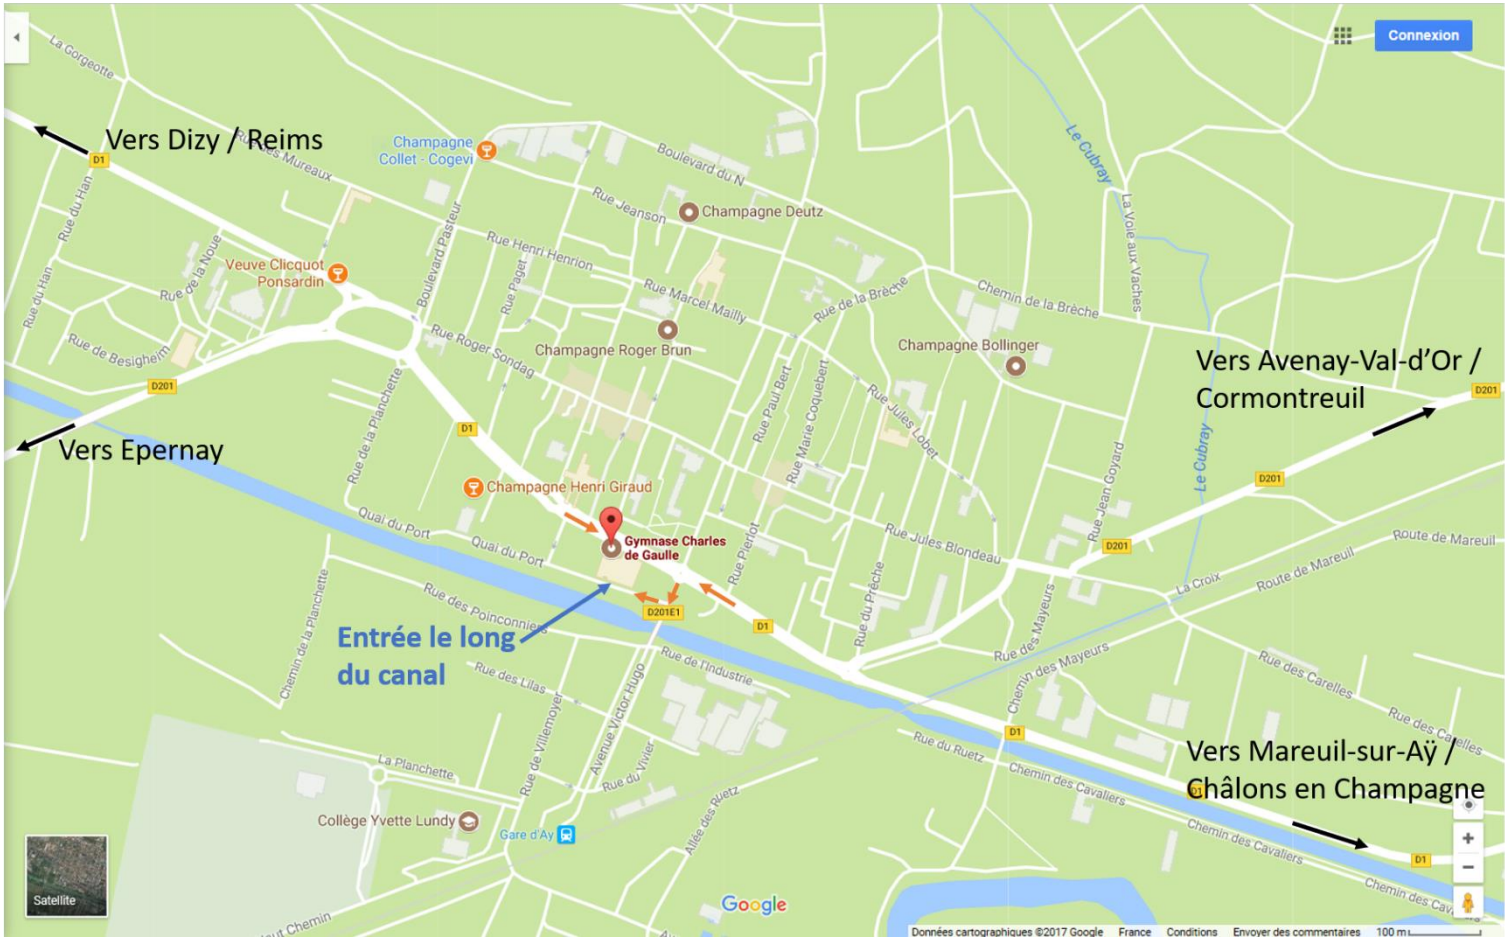 Connexion
La Gorgeotte
Vers Dizy / Reims
D1
Rue des Mureaux
Champagne
Collet - Cogevi
Boulevard du N
Le Cubray
Rue du Han
Rue Jeanson
Champagne Deutz
La Voie aux Vaches
Boulevard Pasteur
Rue Henri Henrion
Rue de la Noue
Veuve Clicquot
Ponsardin
Rue Paget
Rue du Han
Rue Marcel Mailly
Rue de la Brèche
Chemin de la Brèche
Rue de Besigheim
Rue Roger Sondag
Champagne Roger Brun
Champagne Bollinger
Vers Avenay-Val-d’Or /
Cormontreuil
D201
D201
Rue de la Planchette
Rue Paul Bert
Rue Marie Coquebert
Rue Jules Lobet
Vers Epernay
D1
Le Cubray
Rue Jean Goyard
D201
Champagne Henri Giraud
Quai du Port
Quai du Port
Gymnase Charles
de Gaulle
Rue Pierlot
Rue Jules Blondeau
D201
Route de Mareuil
Route de Mareuil
La Croix
Rue des Poinconniers
D201E1
D1
Rue du Prêche
Rue des Mayeurs
Chemin de la Planchette
Entrée le long
du canal
Rue de l'Industrie
Rue des Lilas
Chemin des Mayeurs
Rue des Carelles
Rue des Carelles
Rue de Villemoyer
Avenue Victor Hugo
Rue du Vivier
Rue du Ruetz
D1
Vers Mareuil-sur-Aÿ /
Châlons en Champagne
D1
La Planchette
Chemin des Cavaliers
Allée des Ruetz
Collège Yvette Lundy
Gare d'Ay
Chemin des Cavaliers
D1
Chemin des Cav
Satellite
ut Chemin
Google
Données cartographiques ©2017 Google France Conditions Envoyer des commentaires 100 m